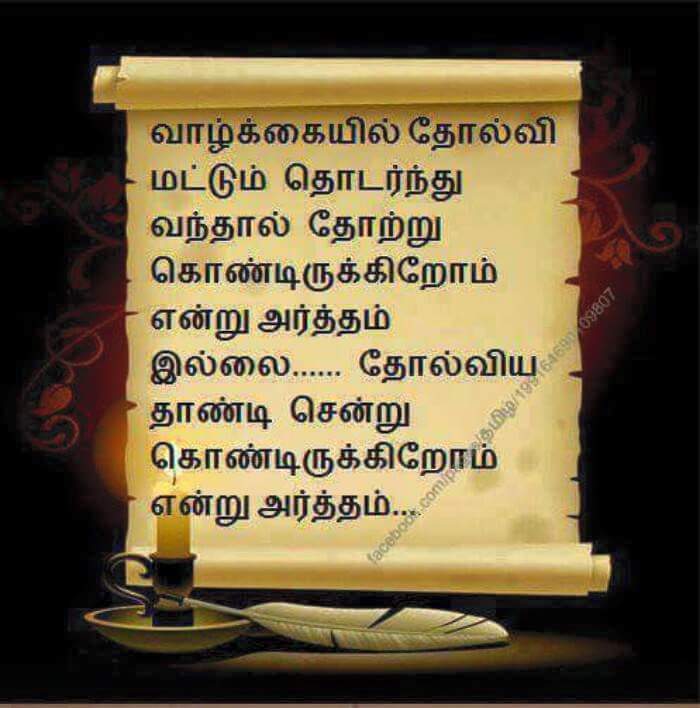 வாழ்க்கையில் தோல்வி
மட்டும் தொடர்ந்து
வந்தால் தோற்று
கொண்டிருக்கிறோம்
என்று அர்த்தம்
இல்லை...... தோல்விய
தாண்டி சென்று
கொண்டிருக்கிறோம்
என்று அர்த்தம்...